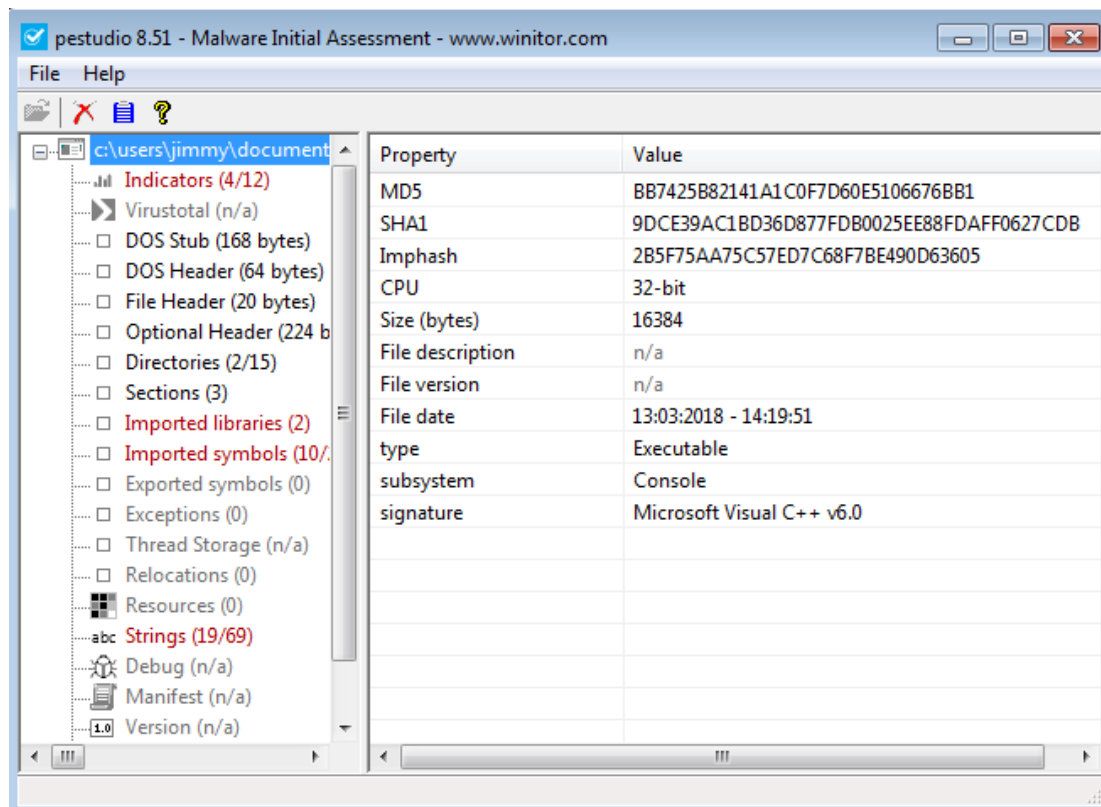 pestudio 8.51 - Malware Initial Assessment - www.winitor.com
File Help
c:\users\jimmy\document
Indicators (4/12)
Virustotal (n/a)
DOS Stub (168 bytes)
DOS Header (64 bytes)
File Header (20 bytes)
Optional Header (224 b
Directories (2/15)
Sections (3)
Imported libraries (2)
Imported symbols (10/
Exported symbols (0)
Exceptions (0)
Thread Storage (n/a)
Relocations (0)
Resources (0)
abc Strings (19/69)
Debug (n/a)
Manifest (n/a)
1.0 Version (n/a)
Property Value
MD5 BB7425B82141A1C0F7D60E5106676BB1
SHA1 9DCE39AC1BD36D877FDB0025EE88FDAFF0627CDB
Imphash 2B5F75AA75C57ED7C68F7BE490D63605
CPU 32-bit
Size (bytes) 16384
File description n/a
File version n/a
File date 13:03:2018 - 14:19:51
type Executable
subsystem Console
signature Microsoft Visual C++ v6.0